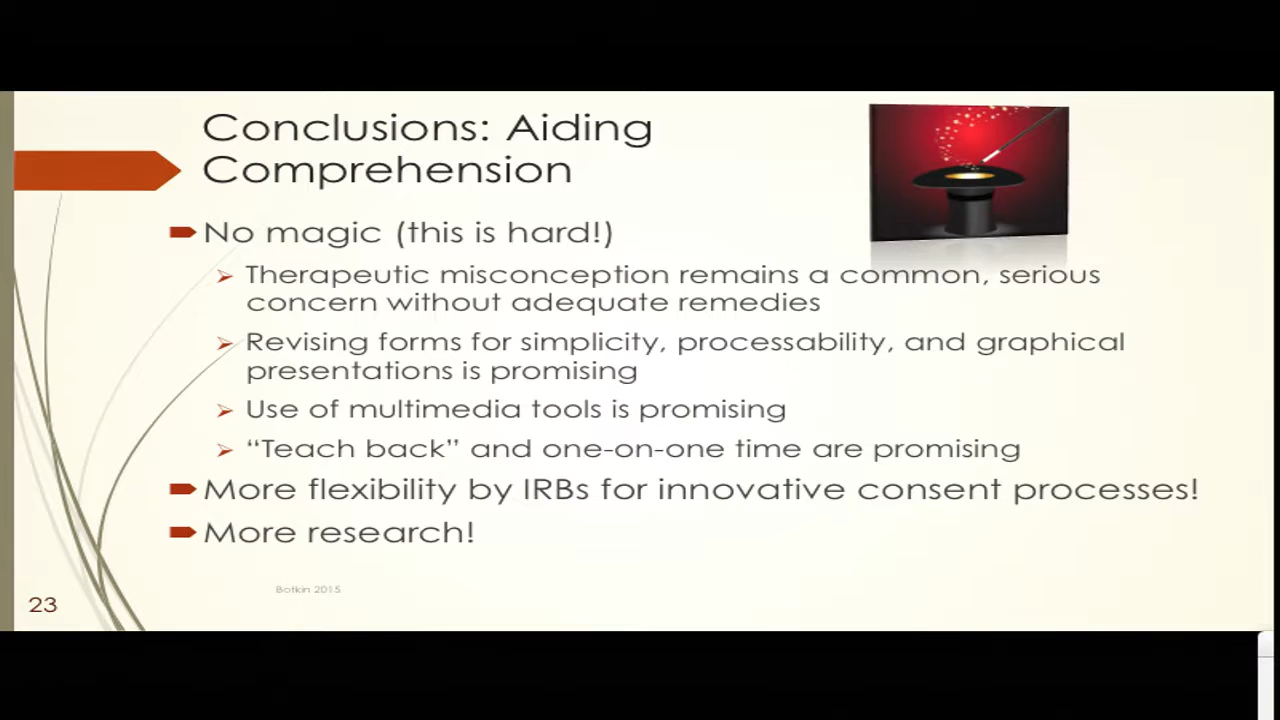 Conclusions: Aiding
Comprehension
No magic (this is hard!)
Therapeutic misconception remains a common, serious
concern without adequate remedies
Revising forms for simplicity, processability, and graphical
presentations is promising
Use of multimedia tools is promising
“Teach back” and one-on-one time are promising
More flexibility by IRBs for innovative consent processes!
More research!
Botkin 2015
23